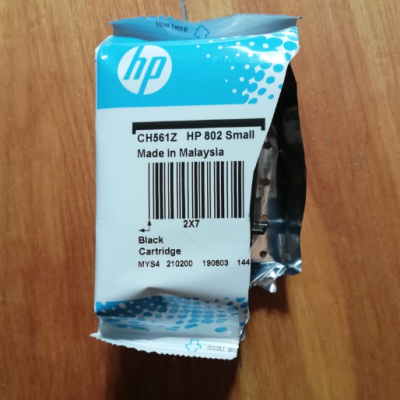 hp
CH561Z HP 802 Small
Made in Malaysia
2X7
Black
Cartridge
MYS4 210200 190803 144